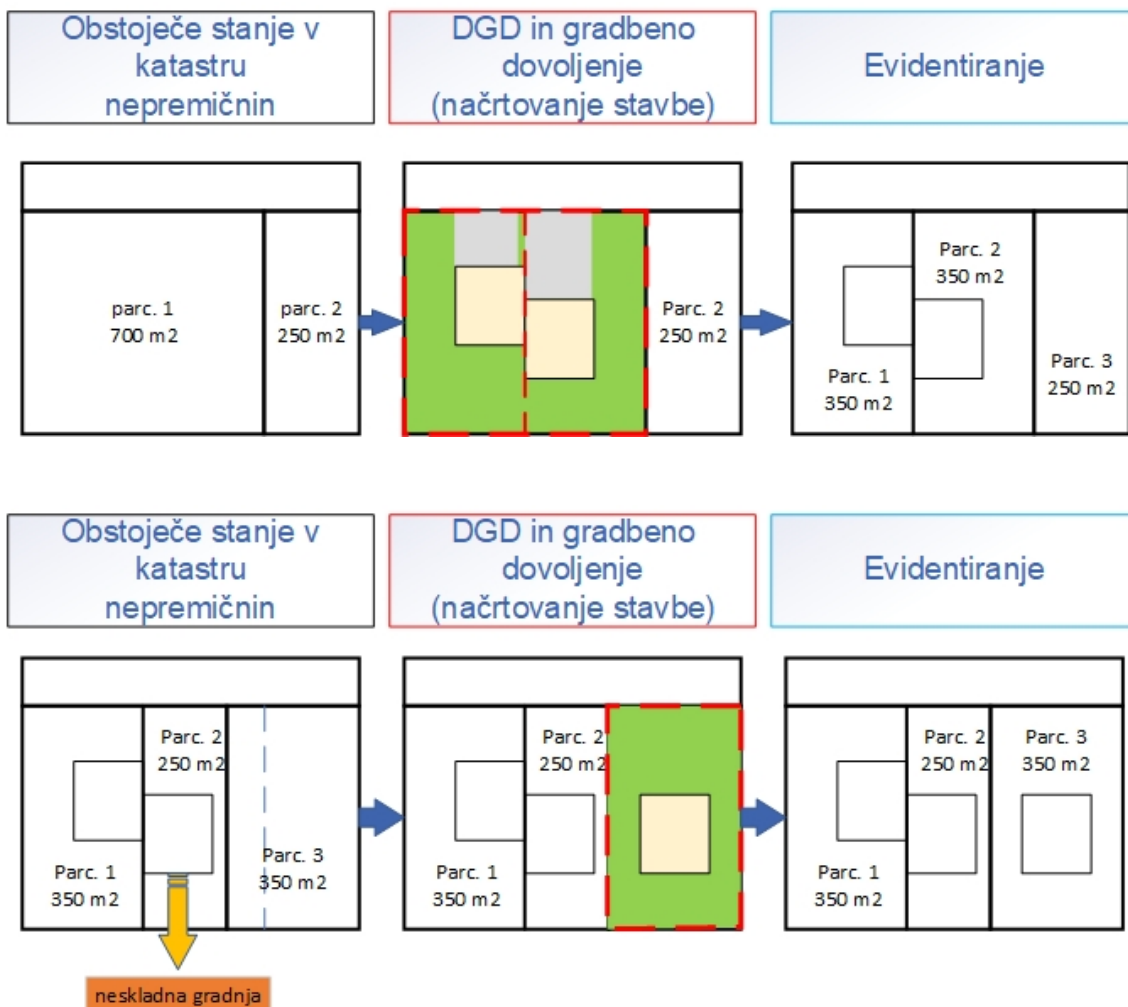 Obstoječe stanje v
katastru
nepremičnin
DGD in gradbeno
dovoljenje
(načrtovanje stavbe)
Evidentiranje
parc. 1
700 m2
parc. 2
250 m2
Parc. 2
250 m2
Parc. 2
350 m2
Parc. 1
350 m2
Parc. 3
250 m2
Obstoječe stanje v
katastru
nepremičnin
DGD in gradbeno
dovoljenje
(načrtovanje stavbe)
Evidentiranje
Parc. 2
250 m2
Parc. 1
350 m2
Parc. 3
350 m2
neskladna gradnja
Parc. 2
250 m2
Parc. 1
350 m2
Parc. 2
250 m2
Parc. 3
350 m2
Parc. 1
350 m2